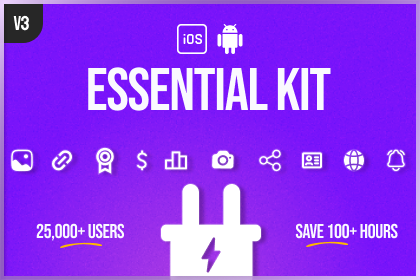 V3
iOS
ESSENTIAL KIT
$
25,000+ USERS
SAVE 100+ HOURS